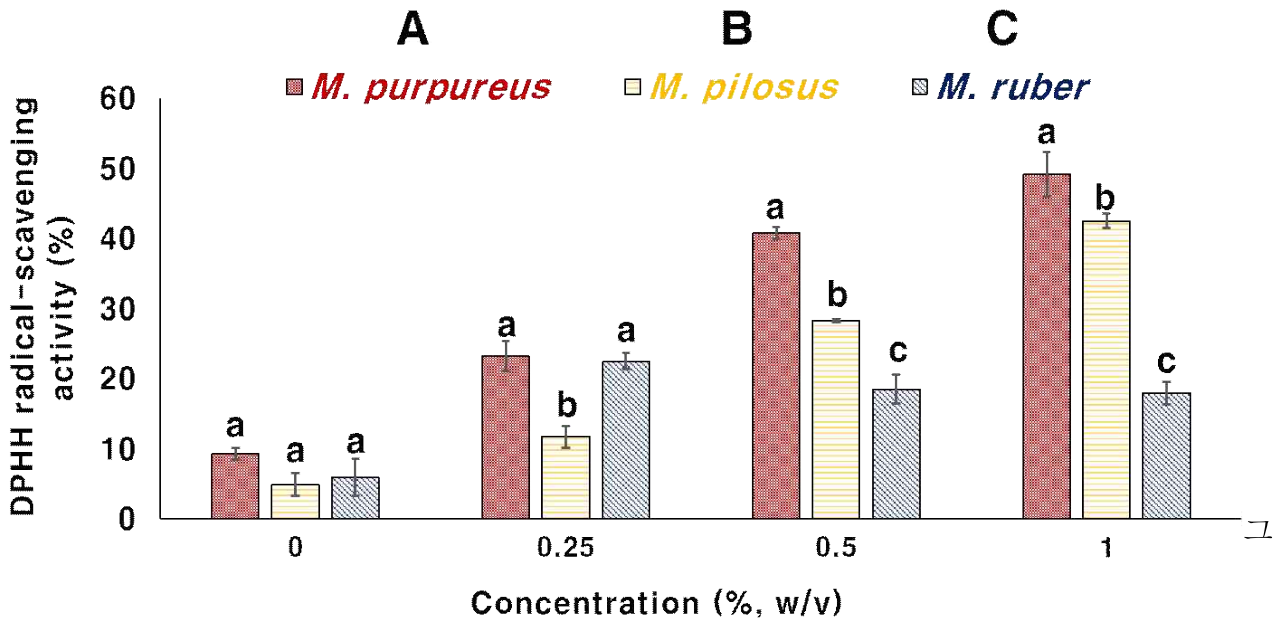 A B C
M. purpureus M. pilosus M. ruber
DPHH radical-scavenging
activity (%)
60
50
40
30
20
10
0
a a a
a b a
a b c
a b c
0 0.25 0.5 1
그
Concentration (%, w/v)